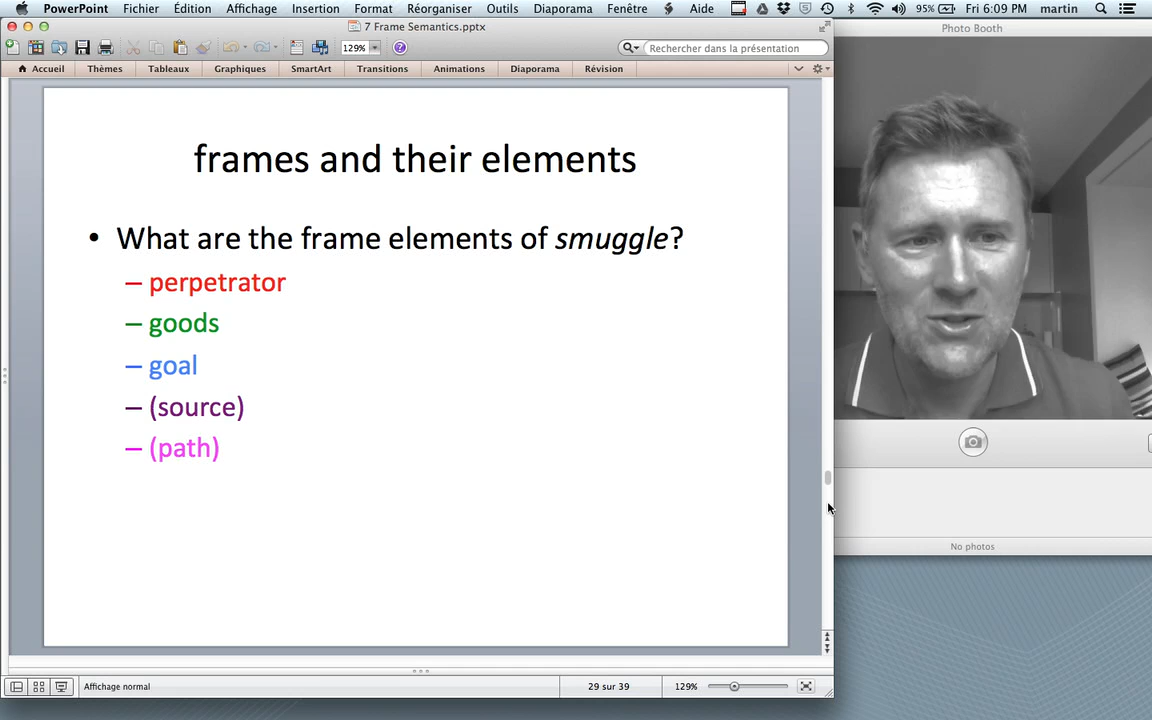 PowerPoint Fichier Édition Affichage Insertion Format Réorganiser Outils Diaporama Fenêtre Aide 95% Fri 6:09 PM martin
7 Frame Semantics.pptx
Photo Booth
129%
Rechercher dans la présentation
Accueil Thèmes Tableaux Graphiques SmartArt Transitions Animations Diaporama Révision
frames and their elements
• What are the frame elements of smuggle?
– perpetrator
– goods
– goal
– (source)
– (path)
No photos
Affichage normal 29 sur 39 129%